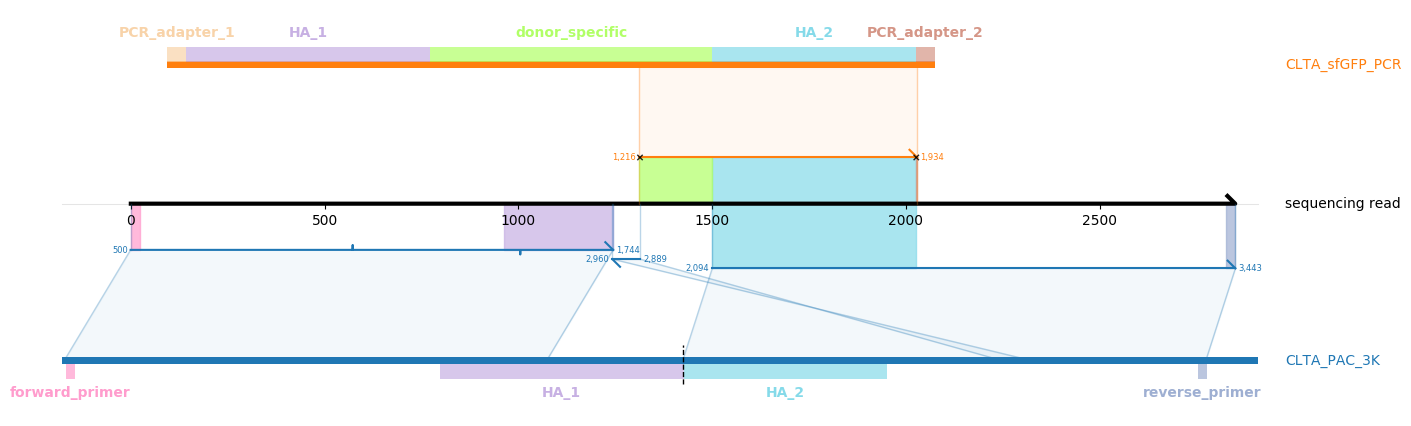 PCR_adapter_1 HA_1 donor_specific HA_2 PCR_adapter_2
CLTA_sfGFP_PCR
1,216 1,934
sequencing read
0 500 1000 1500 2000 2500
500 1,744
2,960 2,889
2,094 3,443
CLTA_PAC_3K
forward_primer HA_1 HA_2 reverse_primer